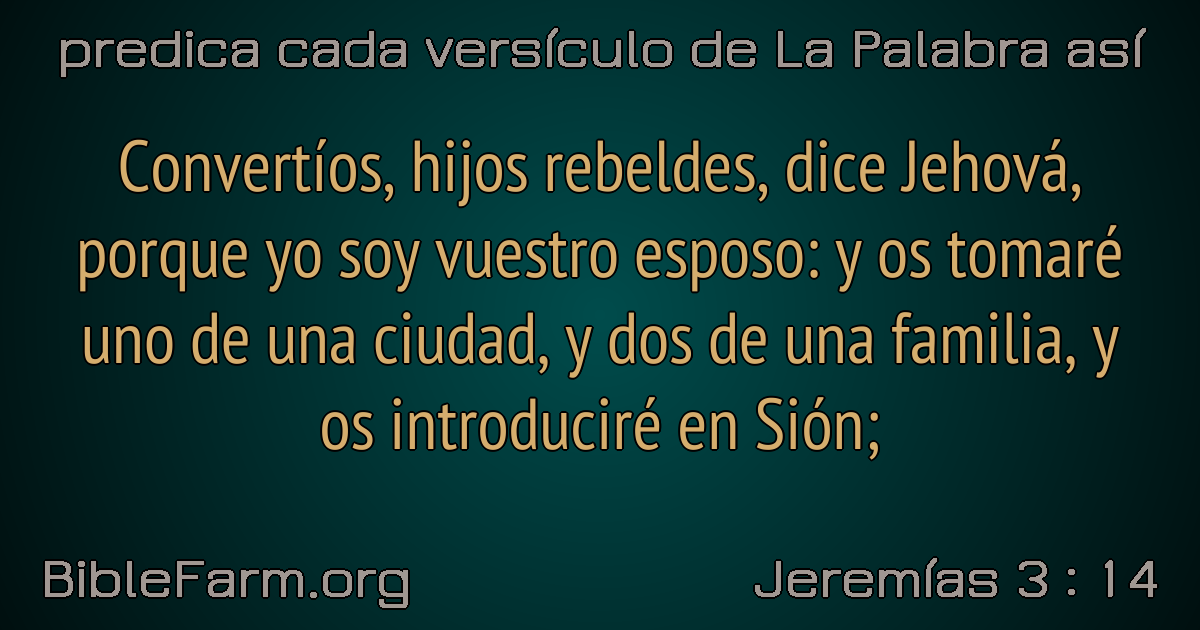 predica cada versículo de La Palabra así
Convertíos, hijos rebeldes, dice Jehová,
porque yo soy vuestro esposo: y os tomaré
uno de una ciudad, y dos de una familia, y
os introduciré en Sión;
BibleFarm.org
Jeremías 3 : 14